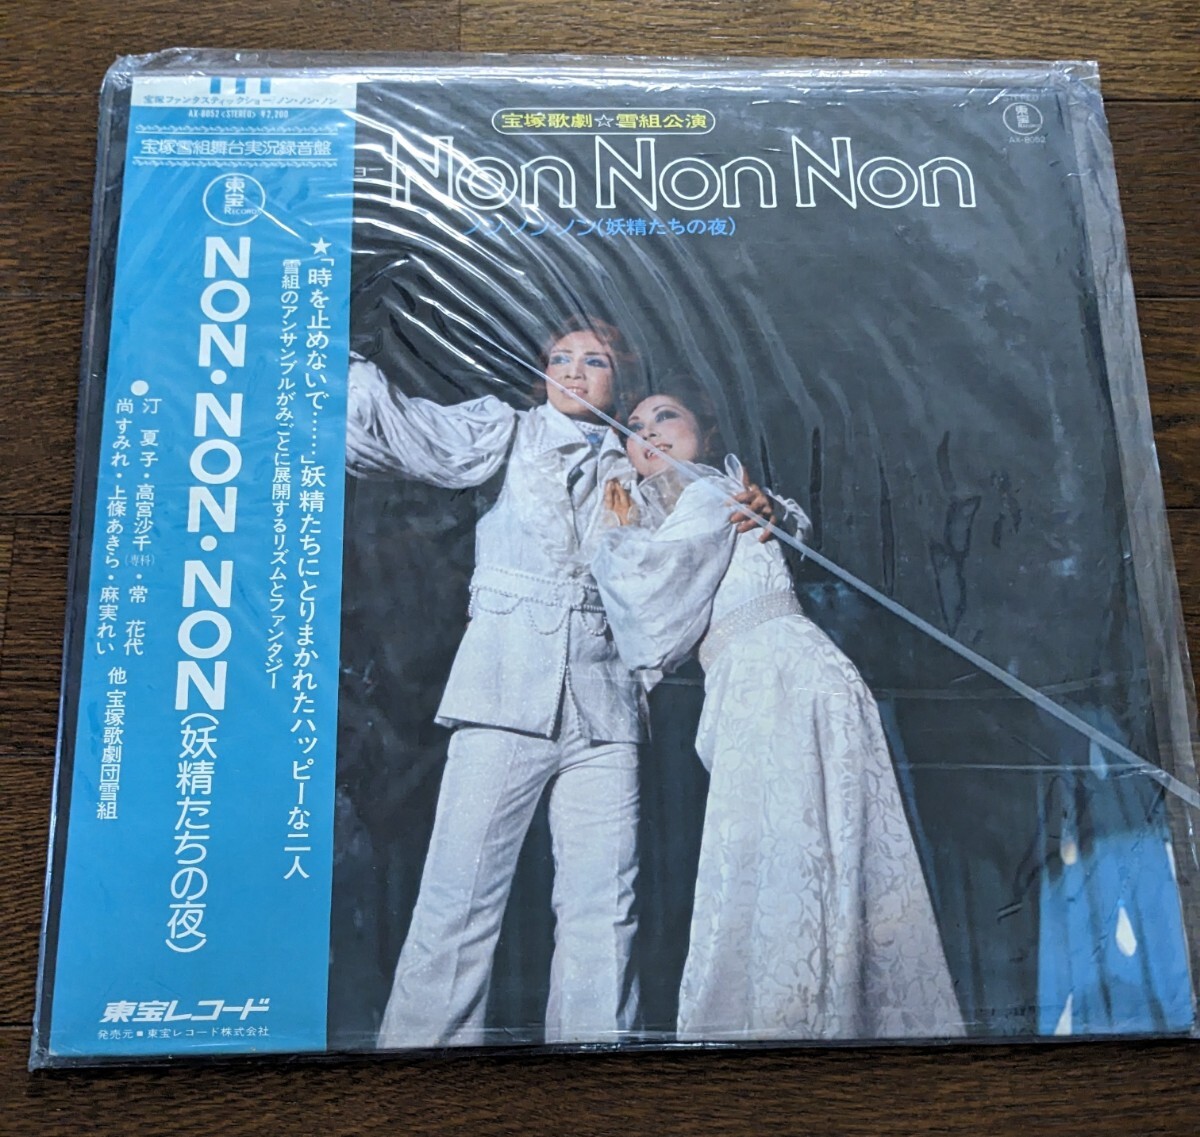 宝塚ファンタスティックショー/ノン・ノン・ノン
AX-8052<STEREO>¥2,200
宝塚雪組舞台実況録音盤
東宝
RECORDS
★「時を止めないで……」妖精たちにとりまかれたハッピーな二人
雪組のアンサンブルがみごとに展開するリズムとファンタジー
NON・NON・NON(妖精たちの夜)
●汀 夏子・高宮沙千(専科)・常 花代
尚すみれ・上條あきら・麻実れい 他 宝塚歌劇団雪組
東宝レコード
発売元■東宝レコード株式会社
宝塚歌劇☆雪組公演
ョー Non Non Non
ノン・ノン・ノン(妖精たちの夜)
STEREO
東宝
AX-8052